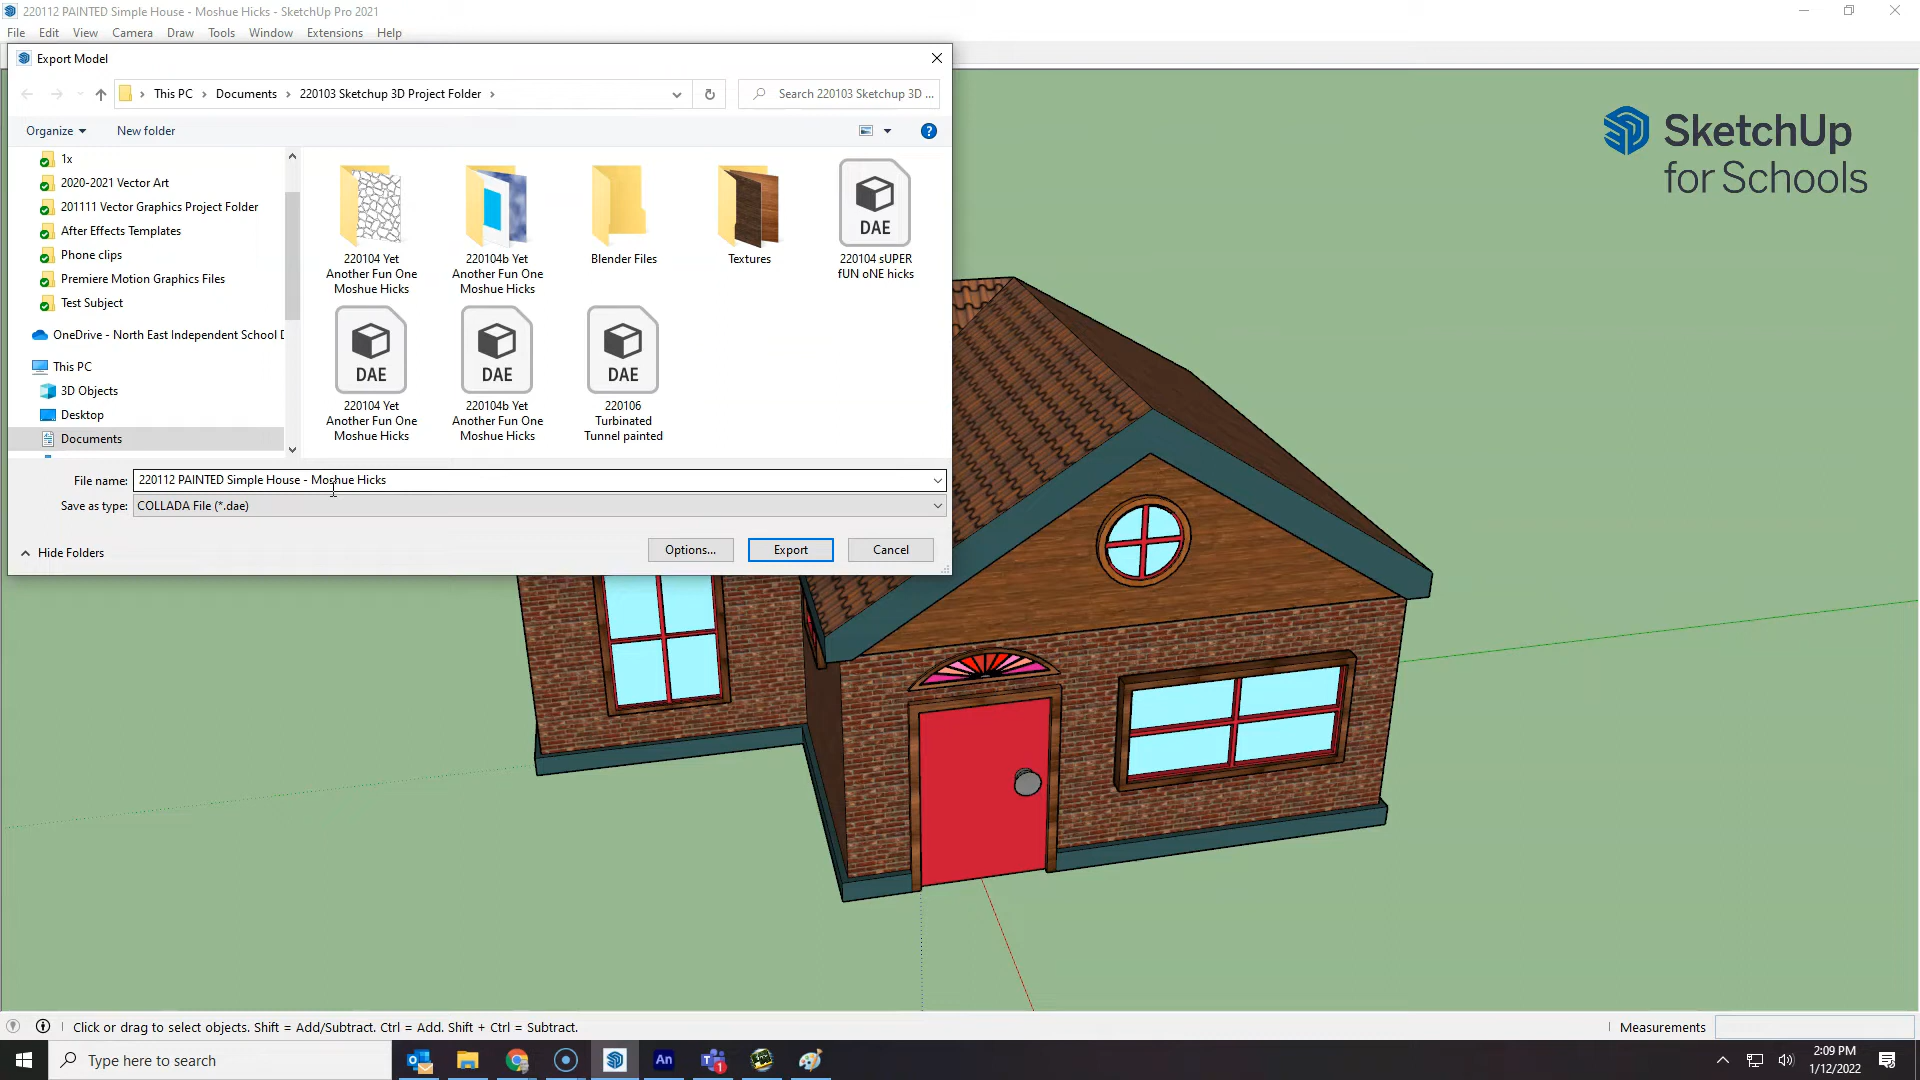 220112 PAINTED Simple House - Moshue Hicks - SketchUp Pro 2021
File Edit View Camera Draw Tools Window Extensions Help
Export Model
This PC > Documents > 220103 Sketchup 3D Project Folder >
Search 220103 Sketchup 3D ...
Organize
New folder
1x
2020-2021 Vector Art
201111 Vector Graphics Project Folder
After Effects Templates
Phone clips
Premiere Motion Graphics Files
Test Subject
OneDrive - North East Independent School D
This PC
3D Objects
Desktop
Documents
220104 Yet
Another Fun One
Moshue Hicks
220104b Yet
Another Fun One
Moshue Hicks
Blender Files
Textures
DAE
220104 sUPER
fUN oNE hicks
DAE
220104 Yet
Another Fun One
Moshue Hicks
DAE
220104b Yet
Another Fun One
Moshue Hicks
DAE
220106
Turbinated
Tunnel painted
File name: 220112 PAINTED Simple House - Moshue Hicks
Save as type: COLLADA File (*.dae)
Hide Folders
Options...
Export
Cancel
SketchUp
for Schools
Click or drag to select objects. Shift = Add/Subtract. Ctrl = Add. Shift + Ctrl = Subtract.
Measurements
Type here to search
An
1
2:09 PM
1/12/2022